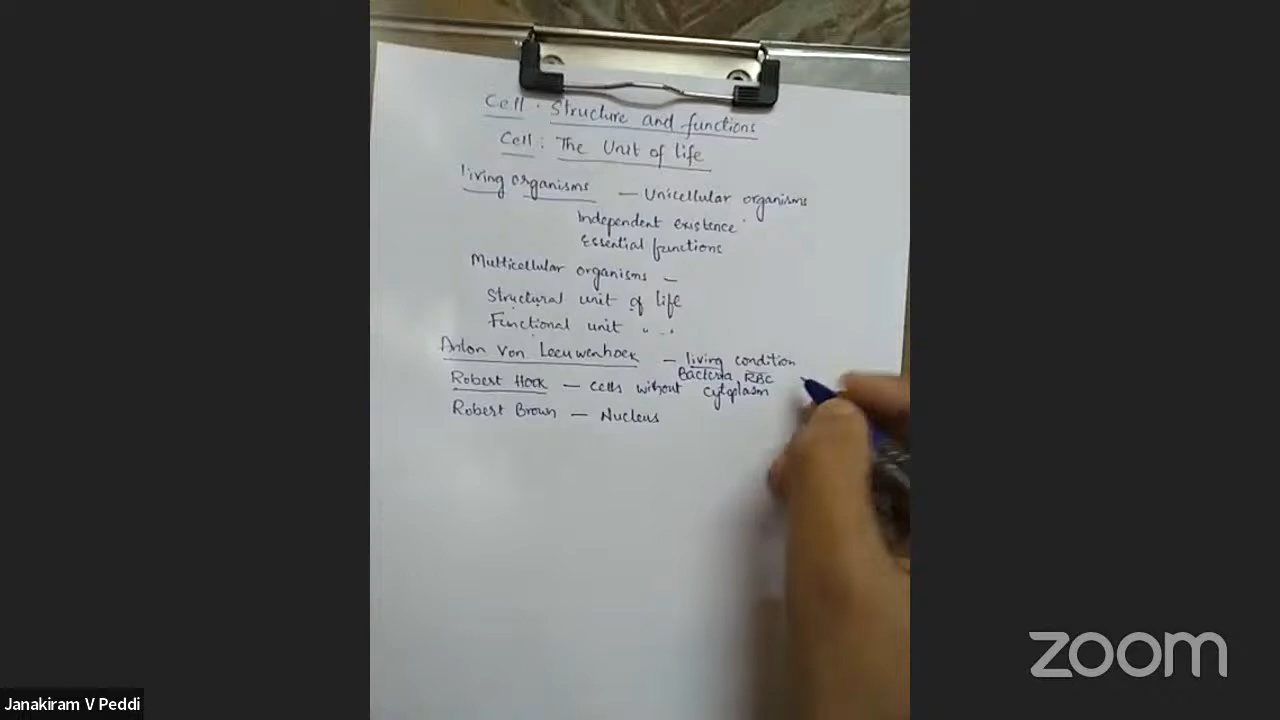 Cell . Structure and functions
Cell : The Unit of life
living organisms — Unicellular organisms
Independent existence
Essential functions
Multicellular organisms —
Structural unit of life
Functional unit " "
Anton Von Leeuwenhoek — living condition
Bacteria RBC
Robert Hook — cells without cytoplasm
Robert Brown — Nucleus
zoom
Janakiram V Peddi